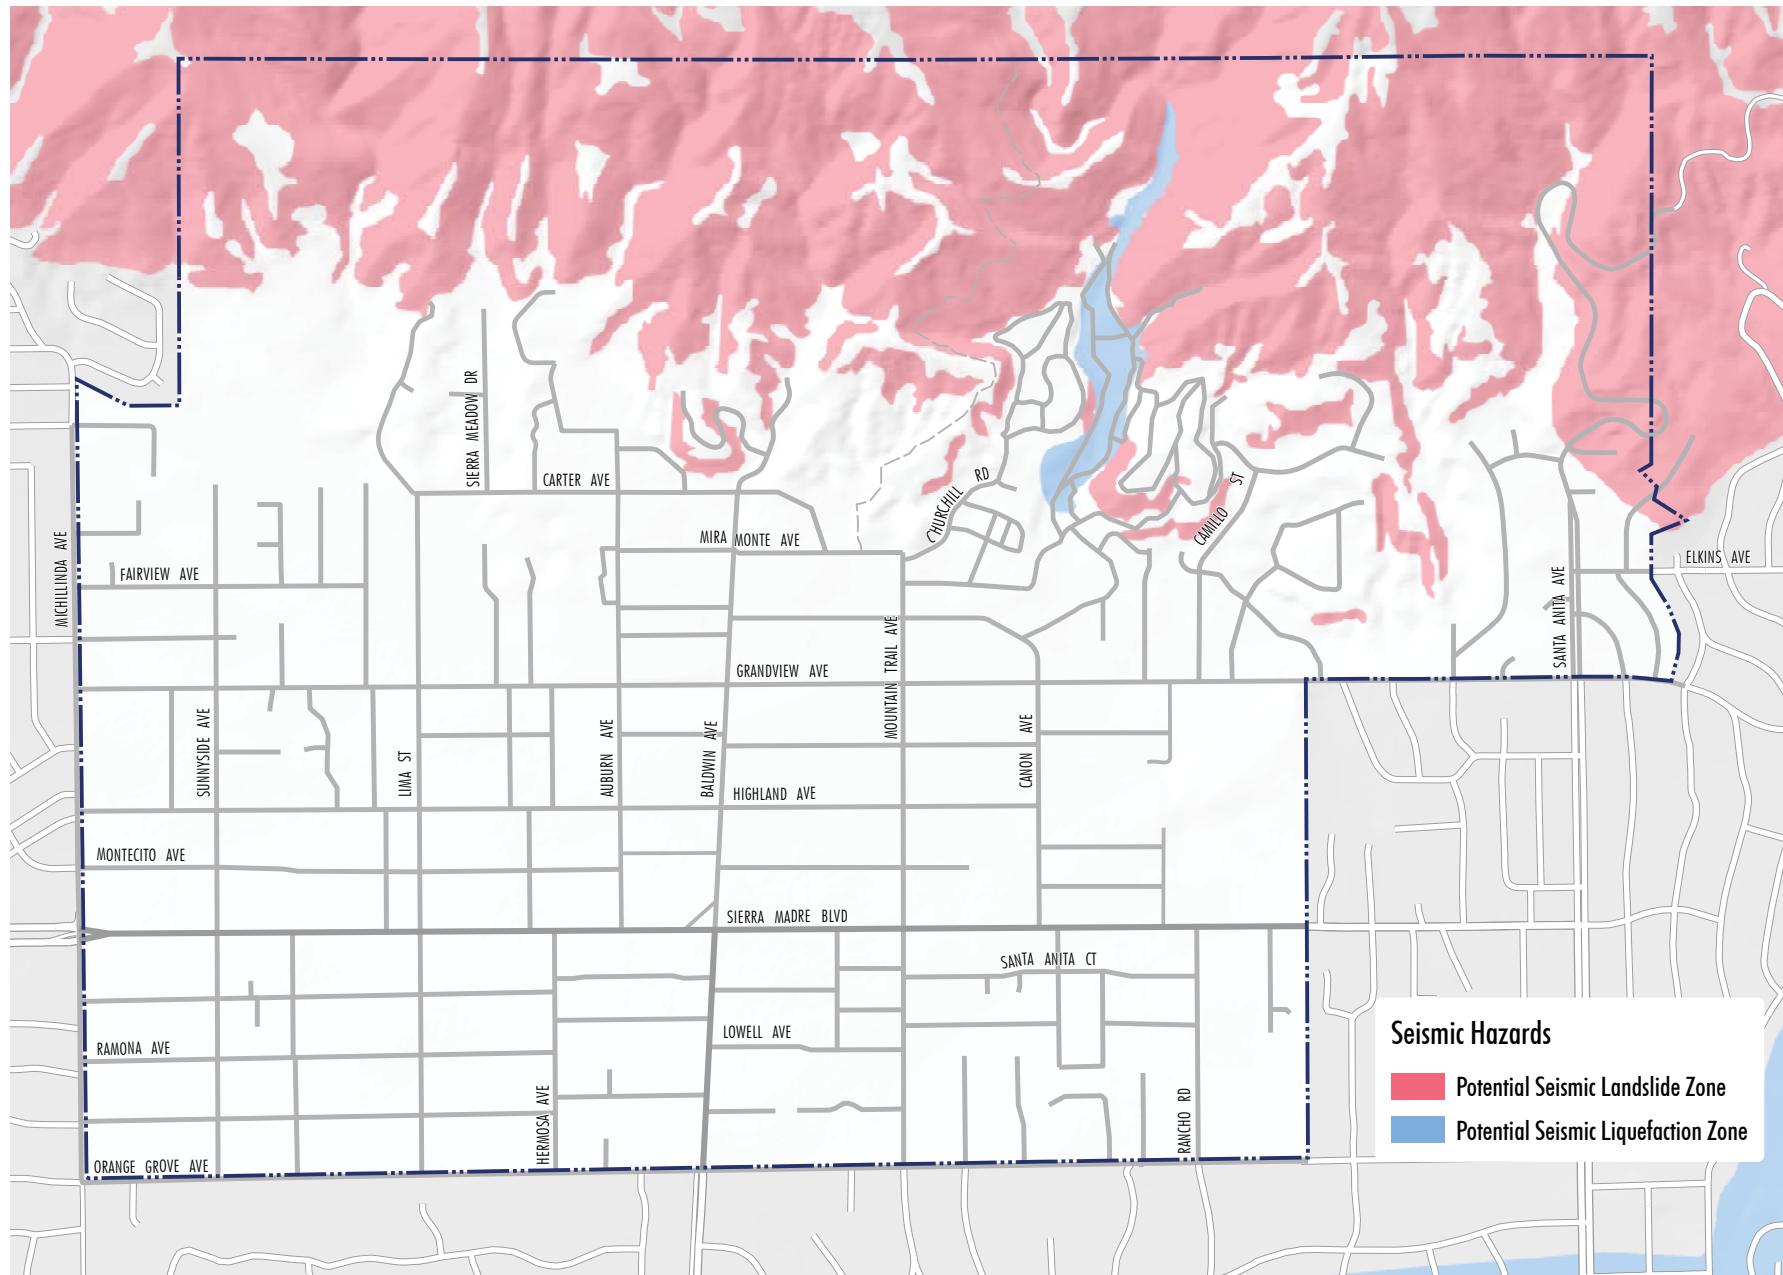 SIERRA MEADOW DR
CARTER AVE
CHURCHILL RD
CAMILLO ST
MIRA MONTE AVE
MICHILLINDA AVE
FAIRVIEW AVE
ELKINS AVE
SANTA ANITA AVE
MOUNTAIN TRAIL AVE
GRANDVIEW AVE
SUNNYSIDE AVE
LIMA ST
AUBURN AVE
BALDWIN AVE
CANON AVE
HIGHLAND AVE
MONTECITO AVE
SIERRA MADRE BLVD
SANTA ANITA CT
LOWELL AVE
RAMONA AVE
HERMOSA AVE
RANCHO RD
ORANGE GROVE AVE
Seismic Hazards
Potential Seismic Landslide Zone
Potential Seismic Liquefaction Zone